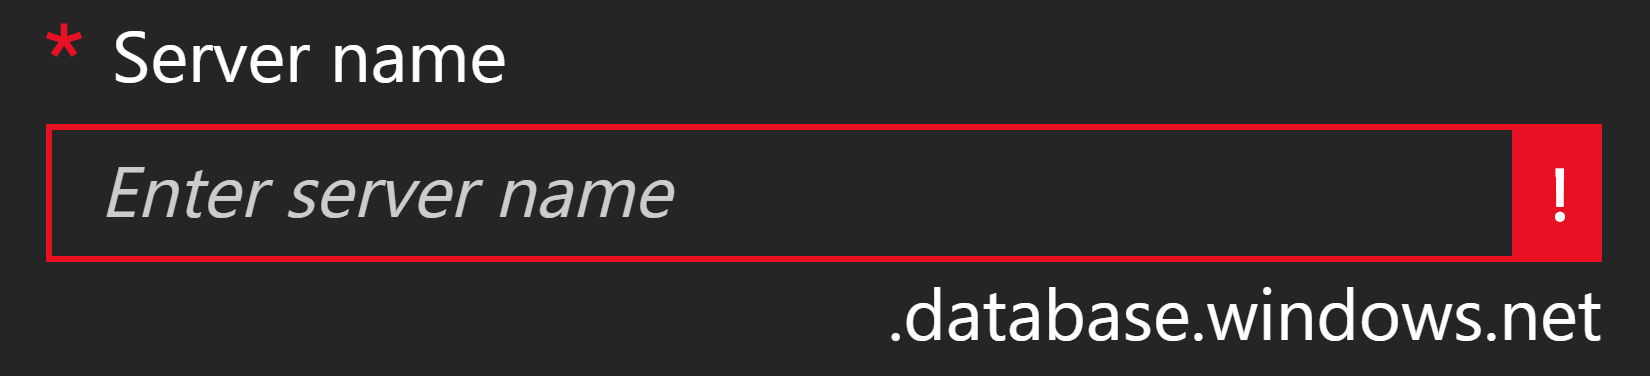 * Server name
Enter server name
!
.database.windows.net